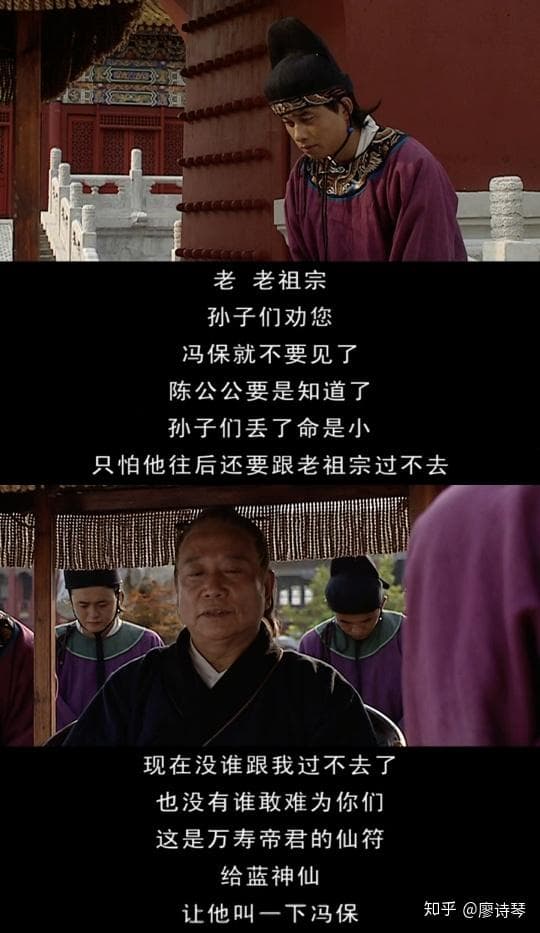 老 老祖宗
孙子们劝您
冯保就不要见了
陈公公要是知道了
孙子们丢了命是小
只怕他往后还要跟老祖宗过不去
现在没谁跟我过不去了
也没有谁敢难为你们
这是万寿帝君的仙符
给蓝神仙
让他叫一下冯保
知乎 @廖诗琴